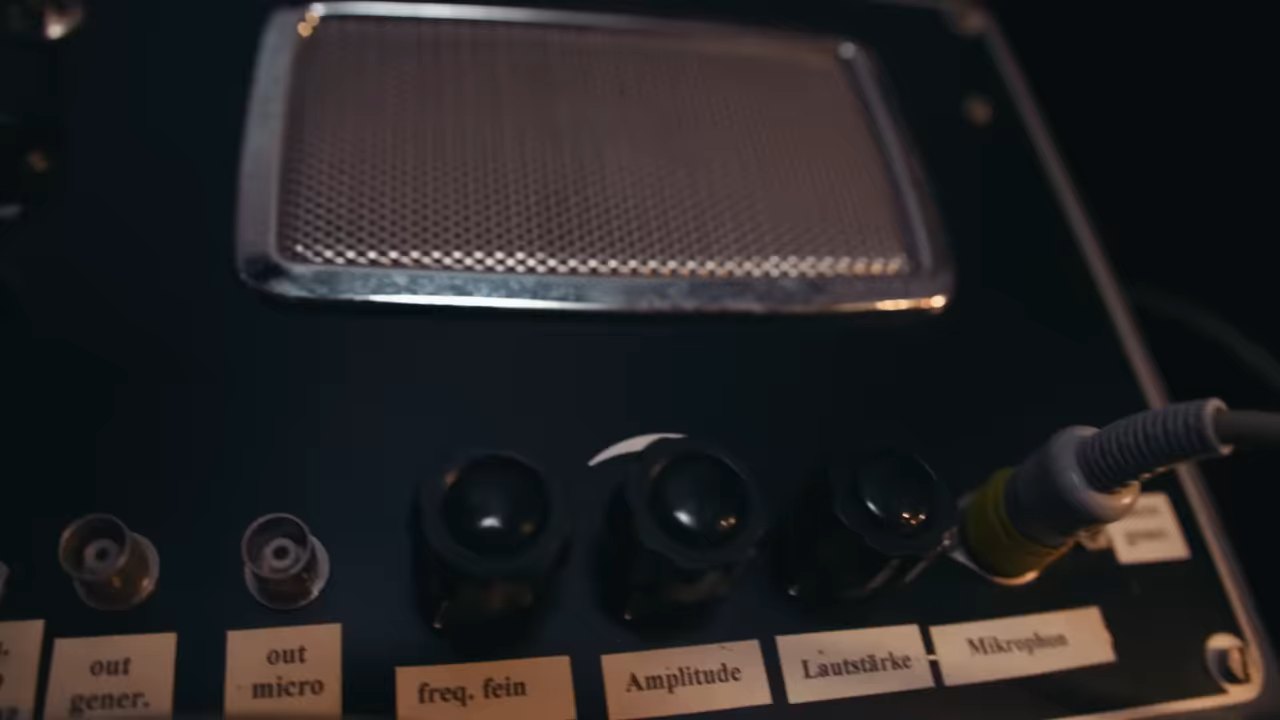 out
gener.
out
micro
freq. fein
Amplitude
Lautstärke
Mikrophon